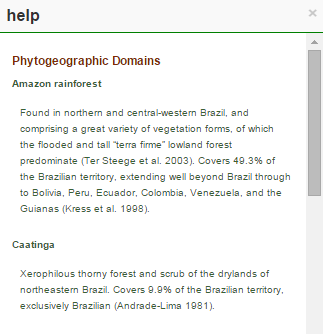 help ×
Phytogeographic Domains
Amazon rainforest
Found in northern and central-western Brazil, and
comprising a great variety of vegetation forms, of which
the flooded and tall “terra firme” lowland forest
predominate (Ter Steege et al. 2003). Covers 49.3% of
the Brazilian territory, extending well beyond Brazil through
to Bolivia, Peru, Ecuador, Colombia, Venezuela, and the
Guianas (Kress et al. 1998).
Caatinga
Xerophilous thorny forest and scrub of the drylands of
northeastern Brazil. Covers 9.9% of the Brazilian territory,
exclusively Brazilian (Andrade-Lima 1981).